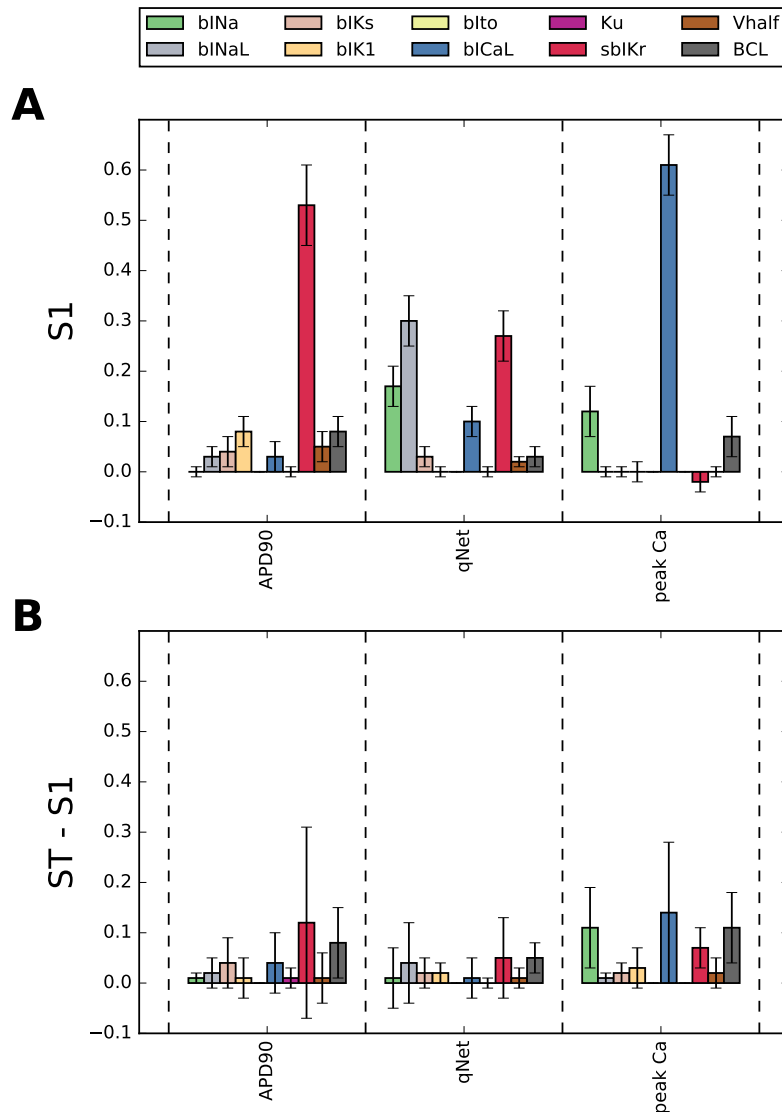 bINa bIKs bIto Ku Vhalf
bINaL bIK1 bICaL sbIKr BCL
A
0.6
0.5
0.4
0.3
0.2
0.1
0.0
−0.1
S1
APD90 qNet peak Ca
B
0.6
0.5
0.4
0.3
0.2
0.1
0.0
−0.1
ST - S1
APD90 qNet peak Ca